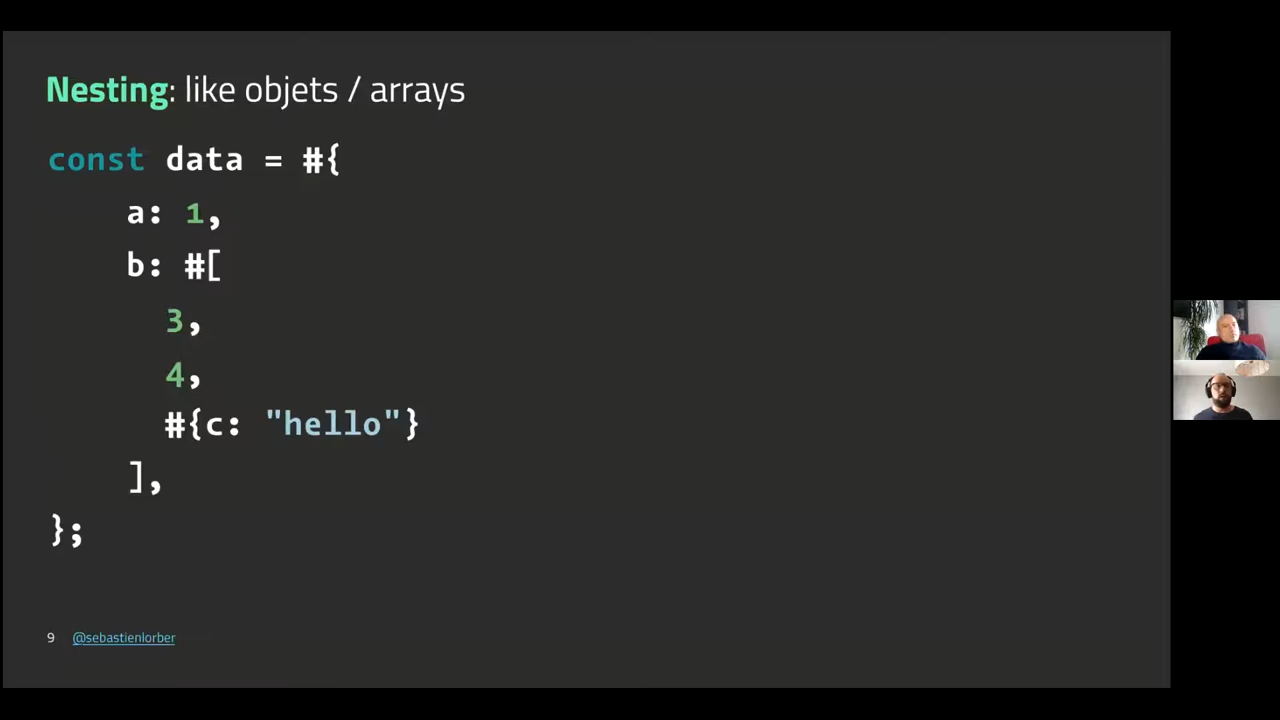 Nesting: like objets / arrays
const data = #{
a: 1,
b: #[
3,
4,
#{c: "hello"}
],
};
9 @sebastienlorber